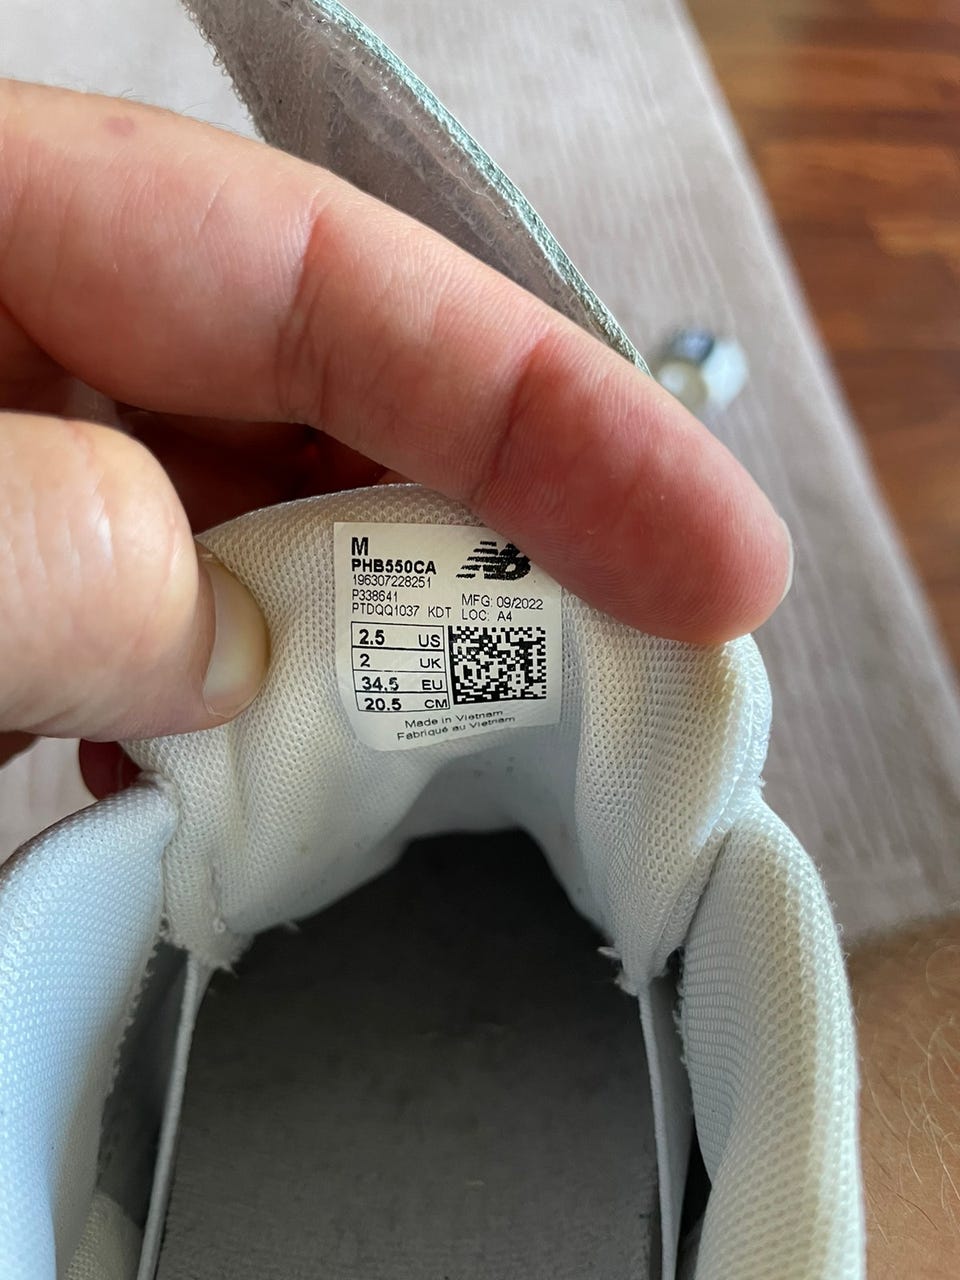 M
PHB550CA
196307228251
P338641
PTDQQ1037 KDT
MFG: 09/2022
LOC: A4
2.5 US
2 UK
34.5 EU
20.5 CM
Made in Vietnam
Fabriqué au Vietnam